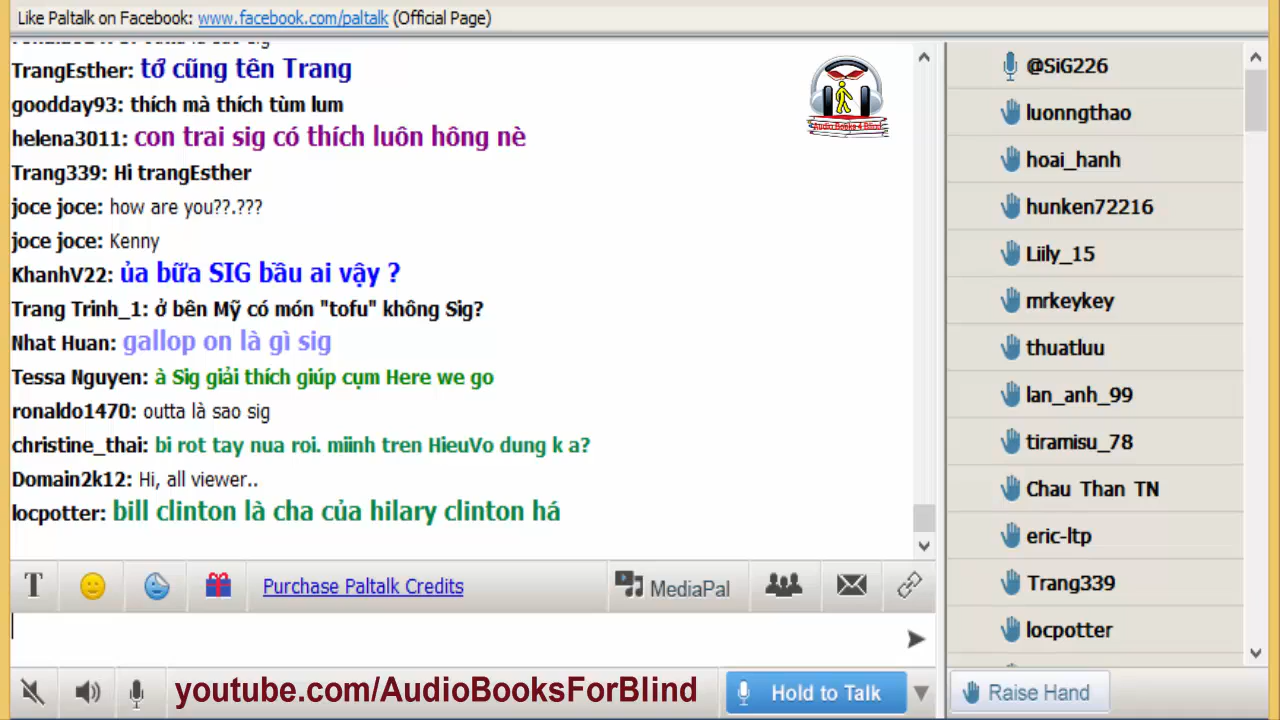 Like Paltalk on Facebook: www.facebook.com/paltalk (Official Page)
TrangEsther: tớ cũng tên Trang
goodday93: thích mà thích tùm lum
helena3011: con trai sig có thích luôn hông nè
Trang339: Hi trangEsther
joce joce: how are you??.???
joce joce: Kenny
KhanhV22: ủa bữa SIG bầu ai vậy ?
Trang Trinh_1: ở bên Mỹ có món "tofu" không Sig?
Nhat Huan: gallop on là gì sig
Tessa Nguyen: à Sig giải thích giúp cụm Here we go
ronaldo1470: outta là sao sig
christine_thai: bi rot tay nua roi. miinh tren HieuVo dung k a?
Domain2k12: Hi, all viewer..
locpotter: bill clinton là cha của hilary clinton há
Audio Books 4 Blind
@SiG226
luonngthao
hoai_hanh
hunken72216
Liily_15
mrkeykey
thuatluu
lan_anh_99
tiramisu_78
Chau Than TN
eric-ltp
Trang339
locpotter
T
Purchase Paltalk Credits
MediaPal
youtube.com/AudioBooksForBlind
Hold to Talk
Raise Hand